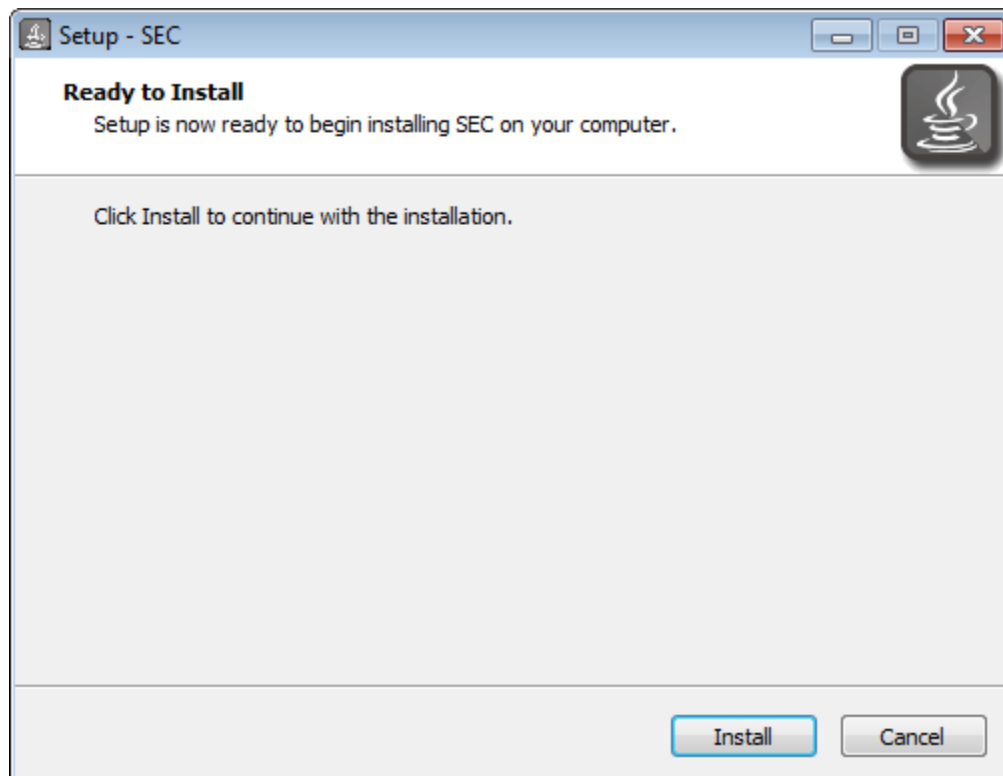 Setup - SEC
Ready to Install
Setup is now ready to begin installing SEC on your computer.
Click Install to continue with the installation.
Install Cancel